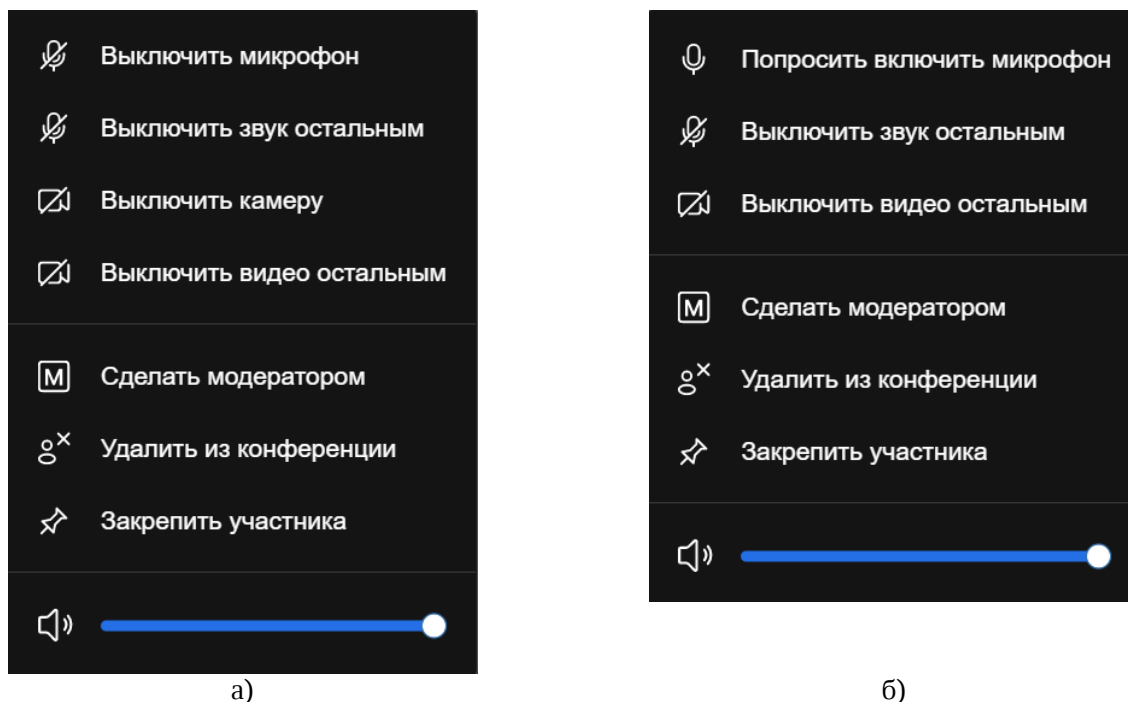 Выключить микрофон
Выключить звук остальным
Выключить камеру
Выключить видео остальным
M Сделать модератором
Удалить из конференции
Закрепить участника
а)
Попросить включить микрофон
Выключить звук остальным
Выключить видео остальным
M Сделать модератором
Удалить из конференции
Закрепить участника
б)